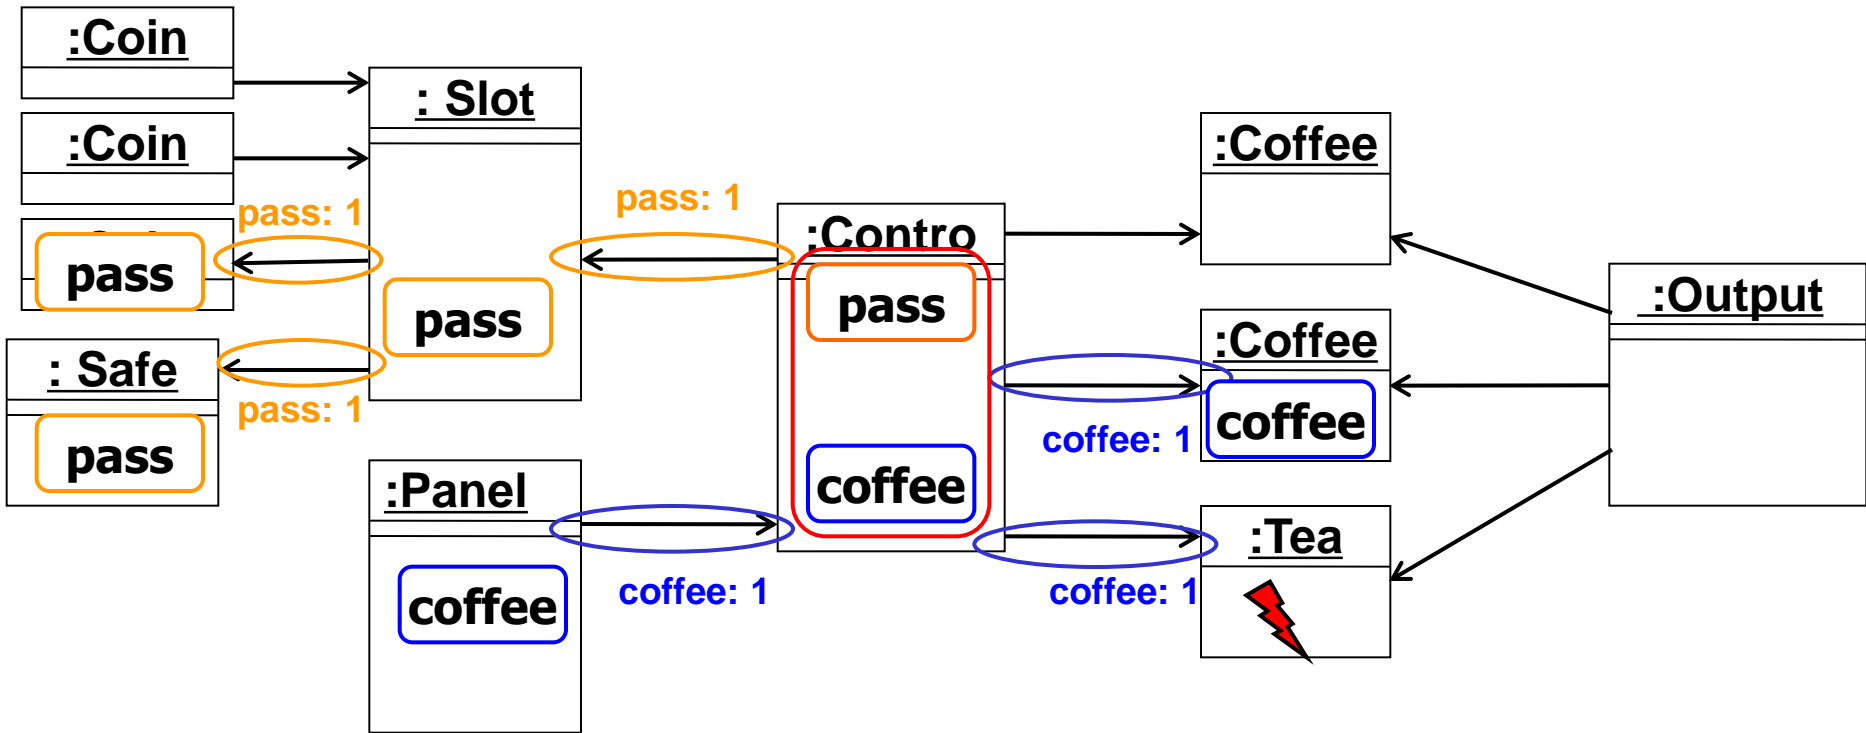 :Coin
: Slot
:Coin
pass: 1
pass: 1
pass
pass
: Safe
pass: 1
pass
:Panel
coffee
coffee: 1
:Contro
pass
coffee
:Coffee
:Coffee
coffee
coffee: 1
:Tea
coffee: 1
:Output